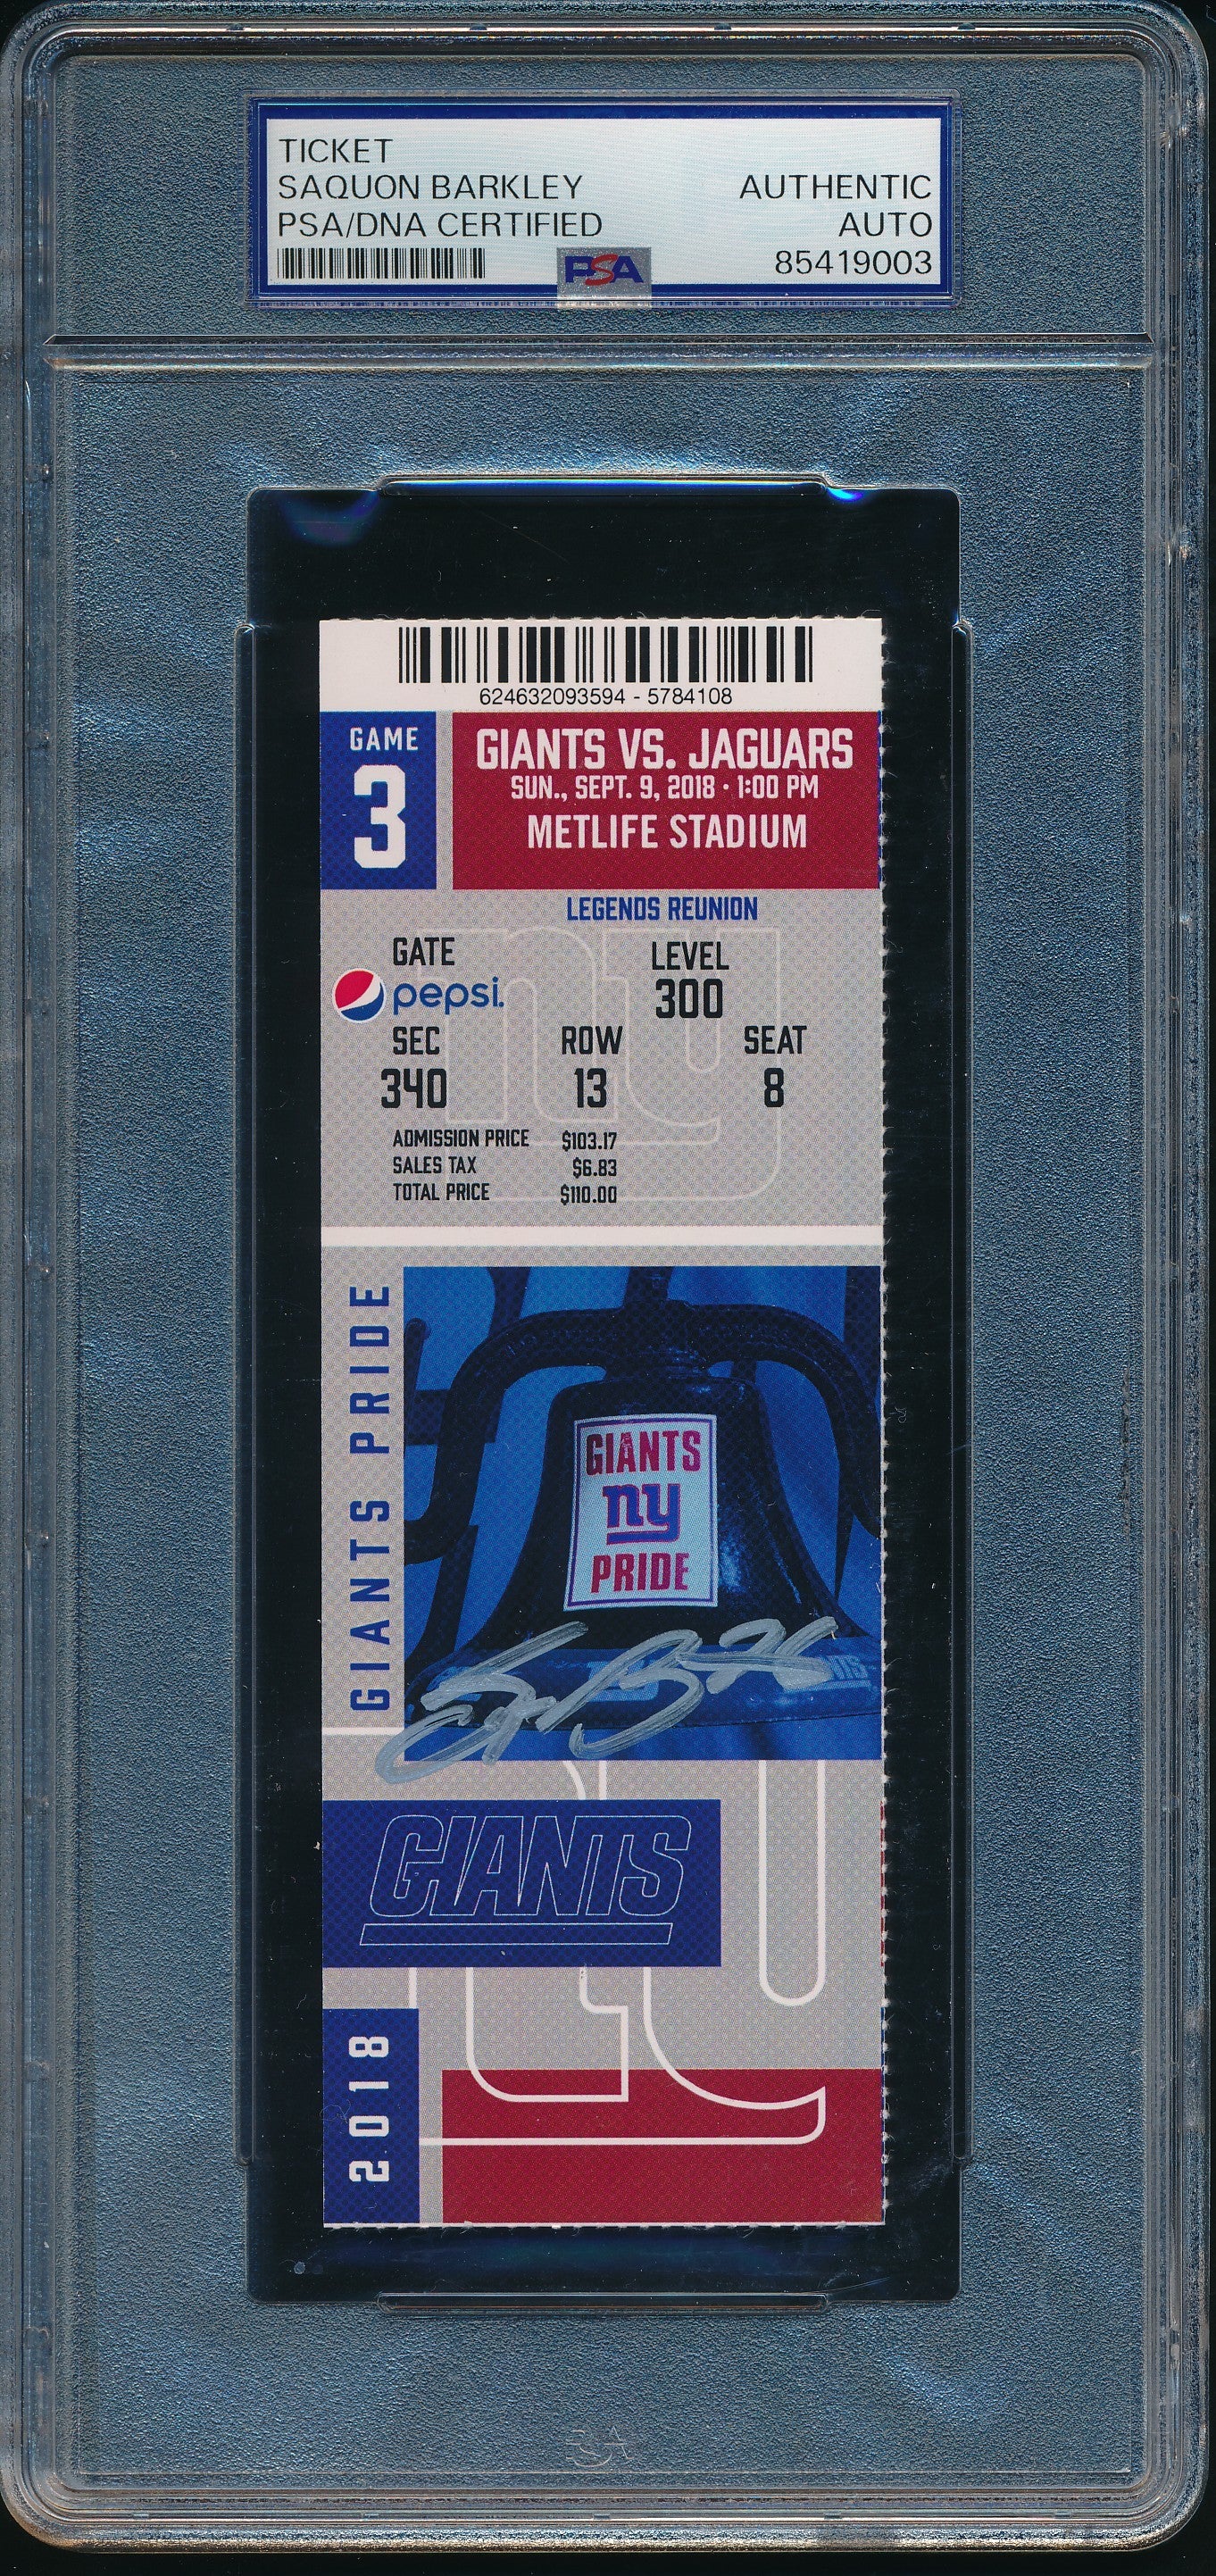 TICKET
SAQUON BARKLEY
AUTHENTIC
PSA/DNA CERTIFIED
AUTO
PSA
85419003
624632093594 - 5784108
GAME
3
GIANTS VS. JAGUARS
SUN., SEPT. 9, 2018 · 1:00 PM
METLIFE STADIUM
LEGENDS REUNION
GATE
LEVEL
pepsi.
300
SEC
ROW
SEAT
340
13
8
ADMISSION PRICE $103.17
SALES TAX $6.83
TOTAL PRICE $110.00
GIANTS PRIDE
GIANTS
ny
PRIDE
GIANTS
2018
PSA